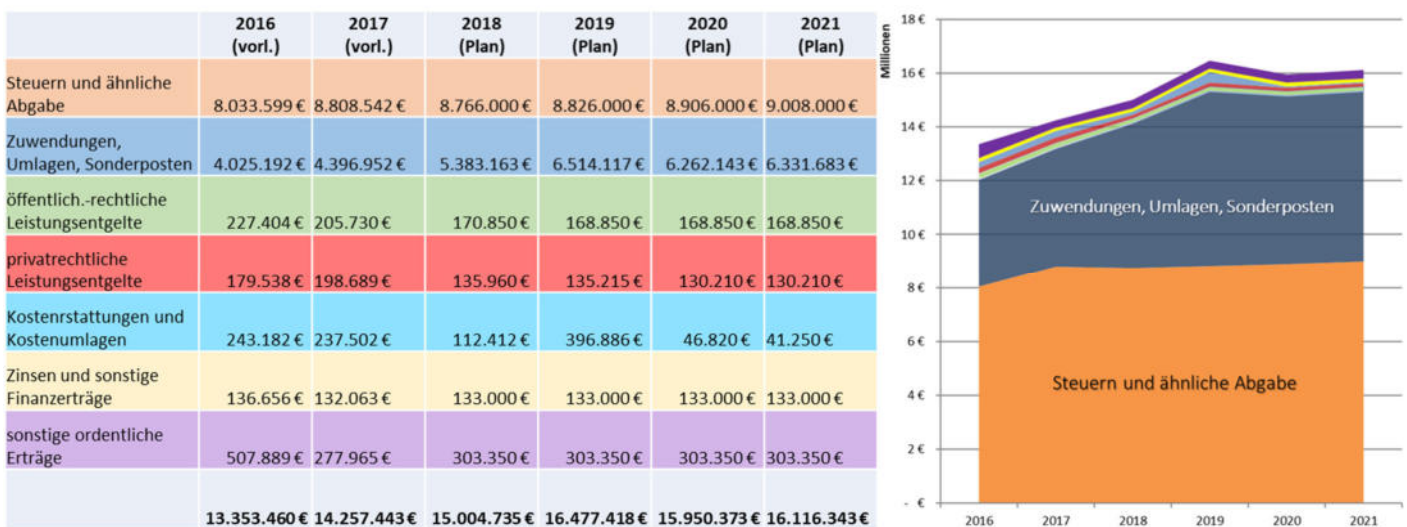 2016 2017 2018 2019 2020 2021
(vorl.) (vorl.) (Plan) (Plan) (Plan) (Plan)
Steuern und ähnliche
Abgabe 8.033.599 € 8.808.542 € 8.766.000 € 8.826.000 € 8.906.000 € 9.008.000 €
Zuwendungen,
Umlagen, Sonderposten 4.025.192 € 4.396.952 € 5.383.163 € 6.514.117 € 6.262.143 € 6.331.683 €
öffentlich.-rechtliche
Leistungsentgelte 227.404 € 205.730 € 170.850 € 168.850 € 168.850 € 168.850 €
privatrechtliche
Leistungsentgelte 179.538 € 198.689 € 135.960 € 135.215 € 130.210 € 130.210 €
Kostenrstattungen und
Kostenumlagen 243.182 € 237.502 € 112.412 € 396.886 € 46.820 € 41.250 €
Zinsen und sonstige
Finanzerträge 136.656 € 132.063 € 133.000 € 133.000 € 133.000 € 133.000 €
sonstige ordentliche
Erträge 507.889 € 277.965 € 303.350 € 303.350 € 303.350 € 303.350 €
13.353.460 € 14.257.443 € 15.004.735 € 16.477.418 € 15.950.373 € 16.116.343 €
Millionen
18 €
16 €
14 €
12 €
10 €
8 €
6 €
4 €
2 €
- €
Zuwendungen, Umlagen, Sonderposten
Steuern und ähnliche Abgabe
2016 2017 2018 2019 2020 2021